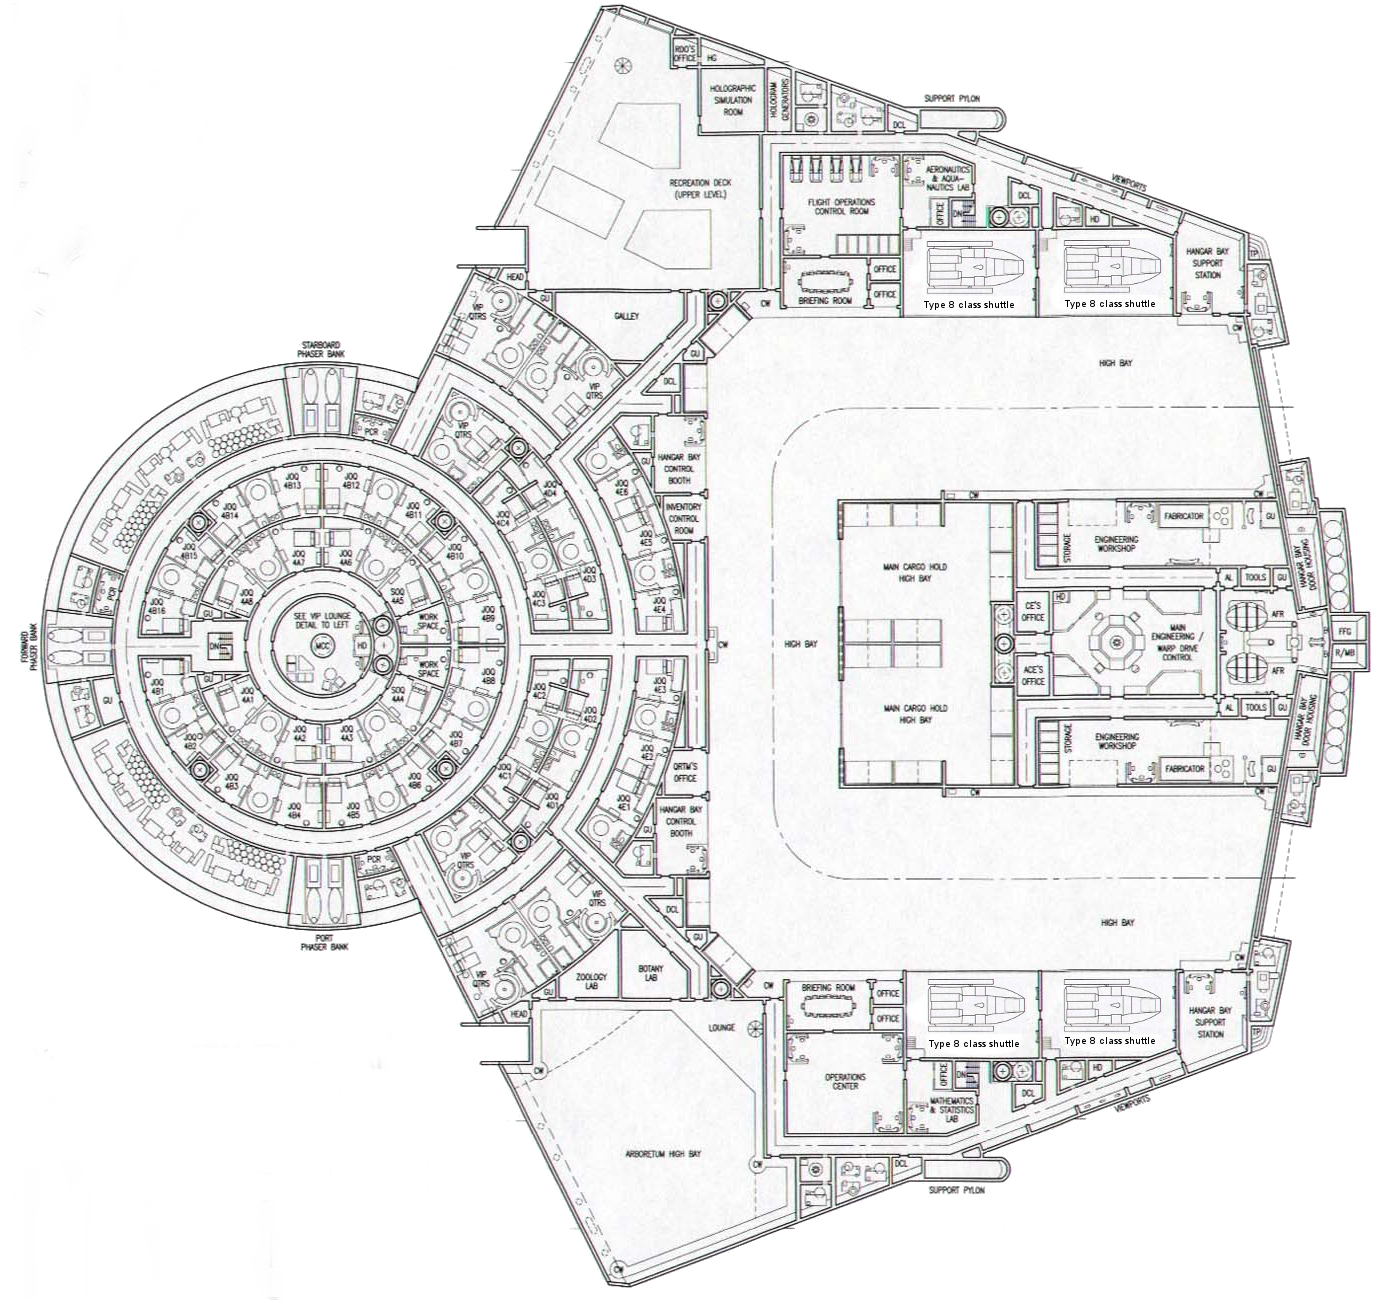 RDO'S
OFFICE
HG
HOLOGRAPHIC
SIMULATION
ROOM
HOLOGRAM
GENERATORS
DCL
SUPPORT PYLON
VIEWPORTS
RECREATION DECK
(UPPER LEVEL)
FLIGHT OPERATIONS
CONTROL ROOM
AERONAUTICS
& AQUA-
NAUTICS LAB
OFFICE
DN
DCL
HD
HANGAR BAY
SUPPORT
STATION
TP
Type 8 class shuttle
Type 8 class shuttle
BRIEFING ROOM
OFFICE
OFFICE
CW
CW
HEAD
GU
VIP
QTRS
GALLEY
VIP
QTRS
GU
DCL
HIGH BAY
STARBOARD
PHASER BANK
PCR
VIP
QTRS
HANGAR BAY
CONTROL
BOOTH
GU
INVENTORY
CONTROL
ROOM
JOQ
4E6
JOQ
4E5
JOQ
4E4
JOQ
4D4
JOQ
4C4
JOQ
4D3
JOQ
4C3
JOQ
4B13
JOQ
4B12
JOQ
4B14
JOQ
4B11
JOQ
4B15
JOQ
4B10
JOQ
4B16
JOQ
4B9
JOQ
4A7
JOQ
4A6
JOQ
4A8
SOQ
4A5
GU
PCR
WORK
SPACE
SEE VIP LOUNGE
DETAIL TO LEFT
MCC
HD
DN
FORWARD
PHASER BANK
GU
GU
WORK
SPACE
JOQ
4B1
JOQ
4A1
SOQ
4A4
JOQ
4B8
JOQ
4B2
JOQ
4A2
JOQ
4A3
JOQ
4B7
JOQ
4B3
JOQ
4B6
JOQ
4B4
JOQ
4B5
JOQ
4C2
JOQ
4D2
JOQ
4C1
JOQ
4D1
JOQ
4E3
JOQ
4E2
JOQ
4E1
CW
HIGH BAY
CW
CW
MAIN CARGO HOLD
HIGH BAY
MAIN CARGO HOLD
HIGH BAY
STORAGE
ENGINEERING
WORKSHOP
FABRICATOR
GU
HANGAR BAY
DOOR HOUSING
AL
TOOLS
GU
CE'S
OFFICE
HD
MAIN
ENGINEERING /
WARP DRIVE
CONTROL
AFR
AFR
FFG
R/MB
ACE'S
OFFICE
AL
TOOLS
GU
HANGAR BAY
DOOR HOUSING
STORAGE
ENGINEERING
WORKSHOP
FABRICATOR
GU
CW
CW
QRTM'S
OFFICE
HANGAR BAY
CONTROL
BOOTH
GU
PCR
VIP
QTRS
PORT
PHASER BANK
VIP
QTRS
DCL
GU
HIGH BAY
VIP
QTRS
ZOOLOGY
LAB
BOTANY
LAB
GU
HEAD
CW
CW
BRIEFING ROOM
OFFICE
OFFICE
LOUNGE
Type 8 class shuttle
Type 8 class shuttle
HANGAR BAY
SUPPORT
STATION
TP
CW
OPERATIONS
CENTER
OFFICE
DN
HD
DCL
MATHEMATICS
& STATISTICS
LAB
VIEWPORTS
ARBORETUM HIGH BAY
CW
DCL
SUPPORT PYLON
CW